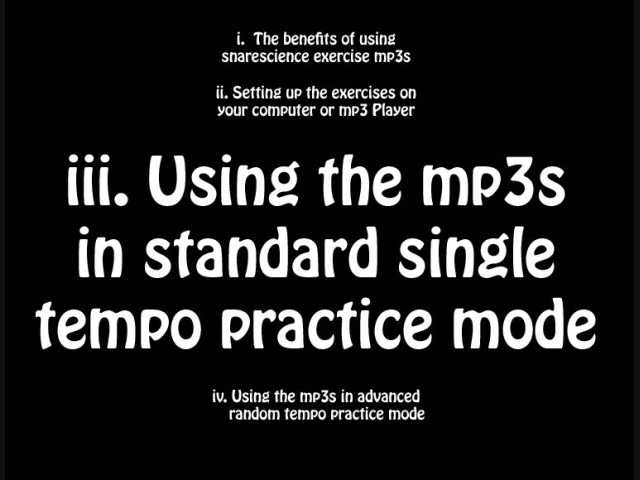 i. The benefits of using
snarescience exercise mp3s
ii. Setting up the exercises on
your computer or mp3 Player
iii. Using the mp3s
in standard single
tempo practice mode
iv. Using the mp3s in advanced
random tempo practice mode